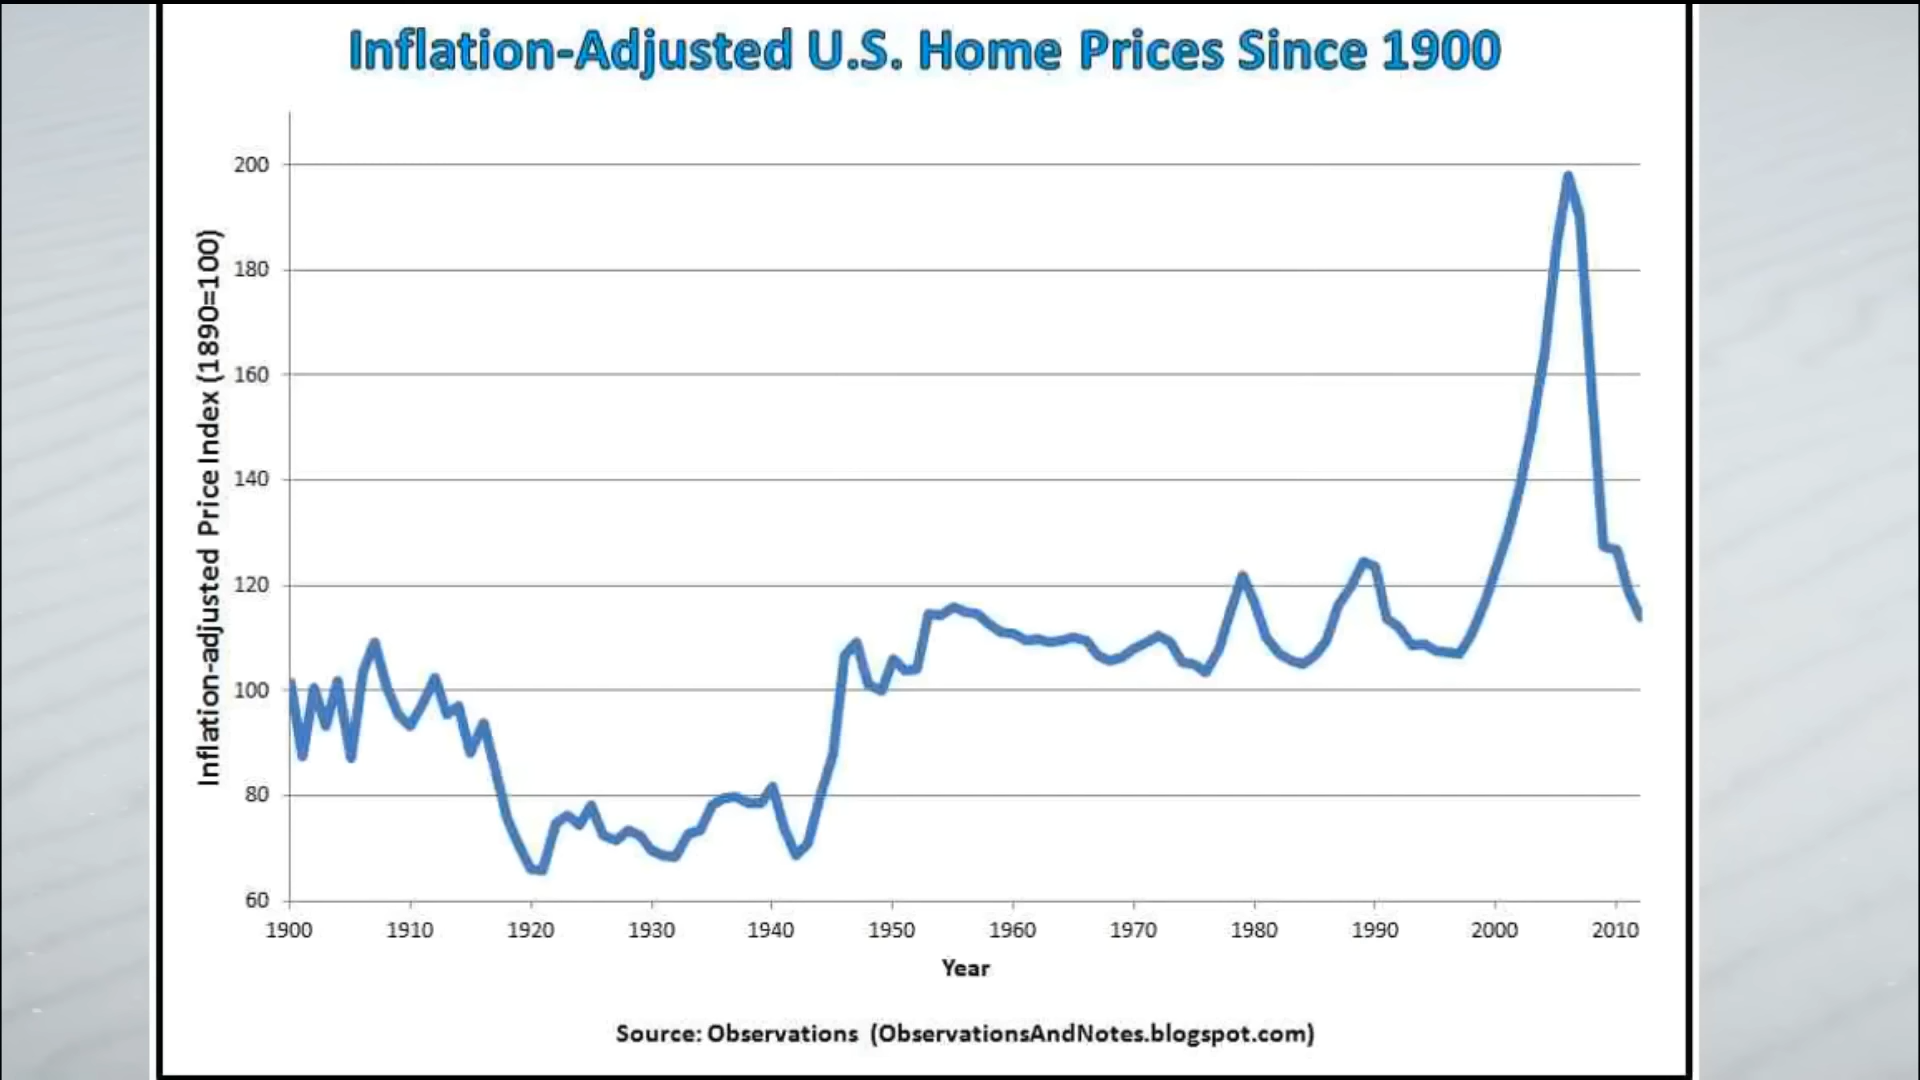 Inflation-Adjusted U.S. Home Prices Since 1900
Inflation-adjusted Price Index (1890=100)
200
180
160
140
120
100
80
60
1900 1910 1920 1930 1940 1950 1960 1970 1980 1990 2000 2010
Year
Source: Observations (ObservationsAndNotes.blogspot.com)